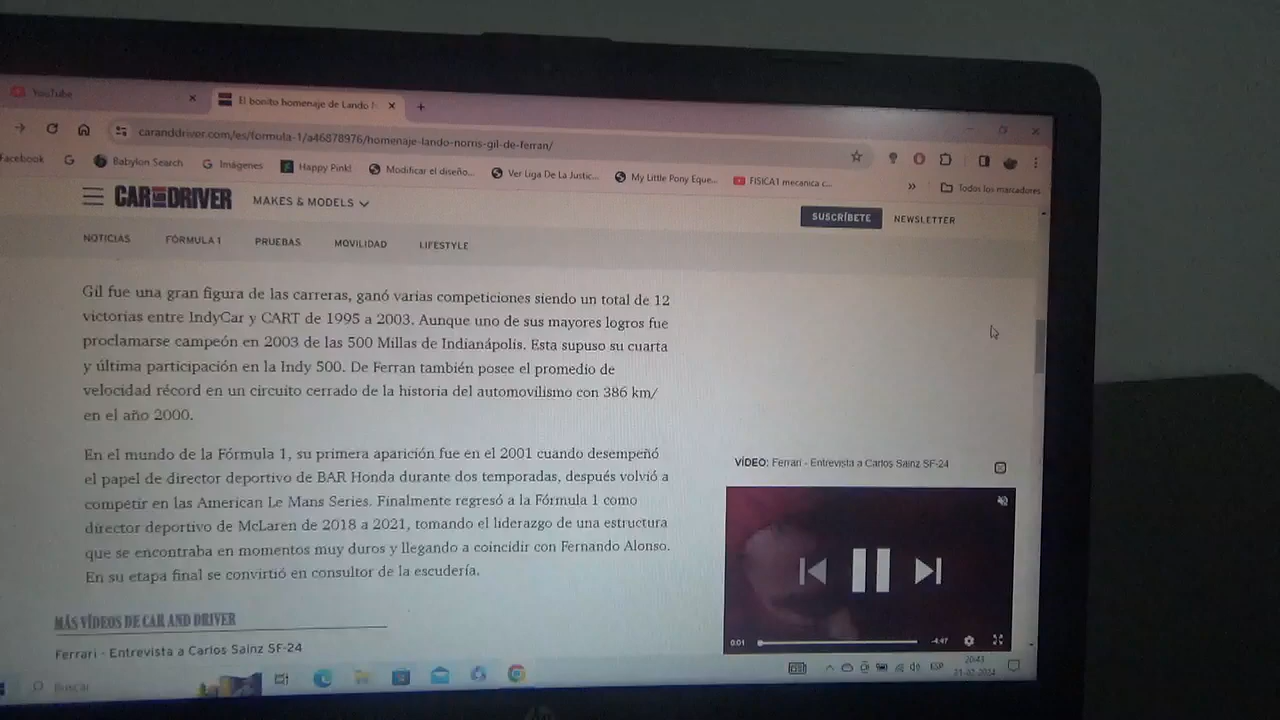 YouTube
El bonito homenaje de Lando N
caranddriver.com/es/formula-1/a46878976/homenaje-lando-norris-gil-de-ferran/
Facebook
Babylon Search
Imágenes
Happy Pink!
Modificar el diseño...
Ver Liga De La Justic...
My Little Pony Eque...
FISICA1 mecanica c...
»
Todos los marcadores
CAR AND DRIVER
MAKES & MODELS
SUSCRÍBETE
NEWSLETTER
NOTICIAS
FÓRMULA 1
PRUEBAS
MOVILIDAD
LIFESTYLE
Gil fue una gran figura de las carreras, ganó varias competiciones siendo un total de 12
victorias entre IndyCar y CART de 1995 a 2003. Aunque uno de sus mayores logros fue
proclamarse campeón en 2003 de las 500 Millas de Indianápolis. Esta supuso su cuarta
y última participación en la Indy 500. De Ferran también posee el promedio de
velocidad récord en un circuito cerrado de la historia del automovilismo con 386 km/
en el año 2000.
En el mundo de la Fórmula 1, su primera aparición fue en el 2001 cuando desempeñó
el papel de director deportivo de BAR Honda durante dos temporadas, después volvió a
competir en las American Le Mans Series. Finalmente regresó a la Fórmula 1 como
director deportivo de McLaren de 2018 a 2021, tomando el liderazgo de una estructura
que se encontraba en momentos muy duros y llegando a coincidir con Fernando Alonso.
En su etapa final se convirtió en consultor de la escudería.
VÍDEO: Ferrari - Entrevista a Carlos Sainz SF-24
0:01
-4:47
MÁS VÍDEOS DE CAR AND DRIVER
Ferrari - Entrevista a Carlos Sainz SF-24
Buscar
ESP
20:43
21-02-2024